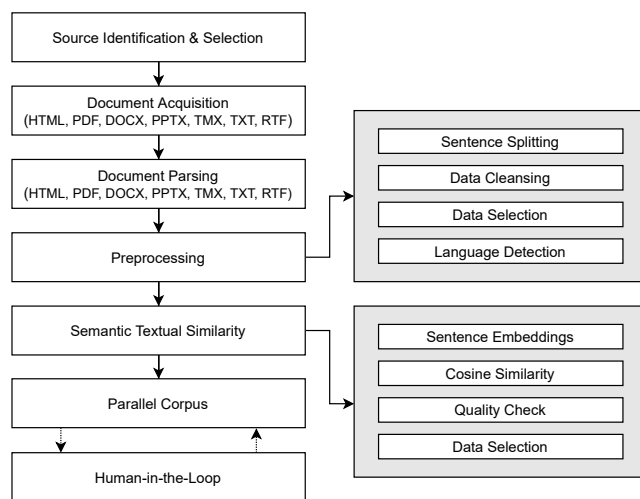 Source Identification & Selection
Document Acquisition
(HTML, PDF, DOCX, PPTX, TMX, TXT, RTF)
Document Parsing
(HTML, PDF, DOCX, PPTX, TMX, TXT, RTF)
Preprocessing
Sentence Splitting
Data Cleansing
Data Selection
Language Detection
Semantic Textual Similarity
Sentence Embeddings
Cosine Similarity
Quality Check
Data Selection
Parallel Corpus
Human-in-the-Loop